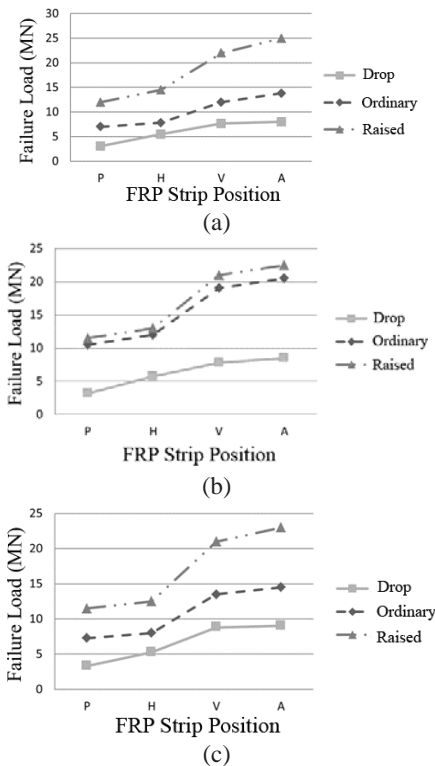 30
25
20
15
10
5
0
Failure Load (MN)
P H V A
FRP Strip Position
Drop
Ordinary
Raised
(a)
25
20
15
10
5
0
Failure Load (MN)
P H V A
FRP Strip Position
Drop
Ordinary
Raised
(b)
25
20
15
10
5
0
Failure Load (MN)
P H V A
FRP Strip Position
Drop
Ordinary
Raised
(c)